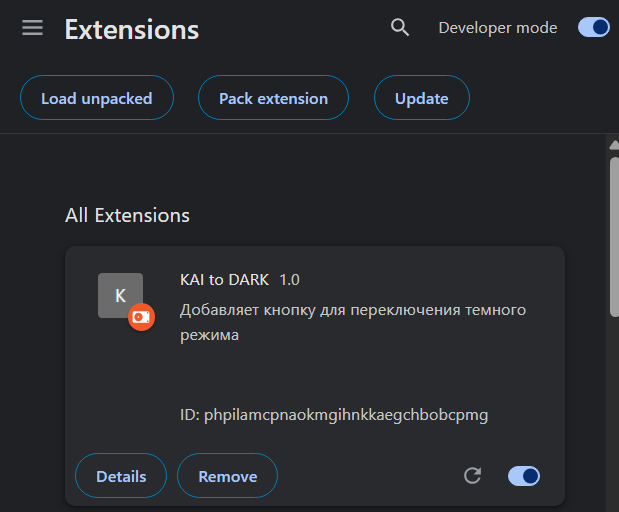 Extensions
Developer mode
Load unpacked
Pack extension
Update
All Extensions
K
KAI to DARK 1.0
Добавляет кнопку для переключения темного
режима
ID: phpilamcpnaokmgihnkkaegchbobcpmg
Details
Remove